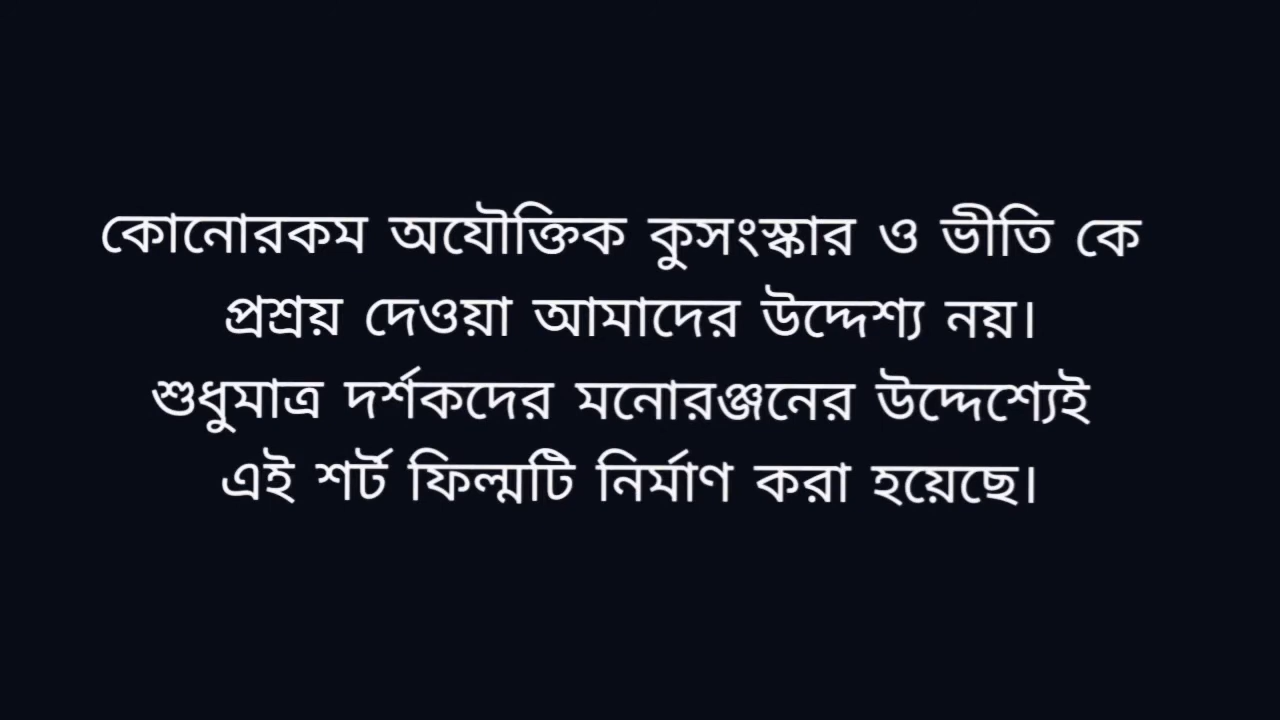 কোনোরকম অযৌক্তিক কুসংস্কার ও ভীতি কে
প্রশ্রয় দেওয়া আমাদের উদ্দেশ্য নয়।
শুধুমাত্র দর্শকদের মনোরঞ্জনের উদ্দেশ্যেই
এই শর্ট ফিল্মটি নির্মাণ করা হয়েছে।